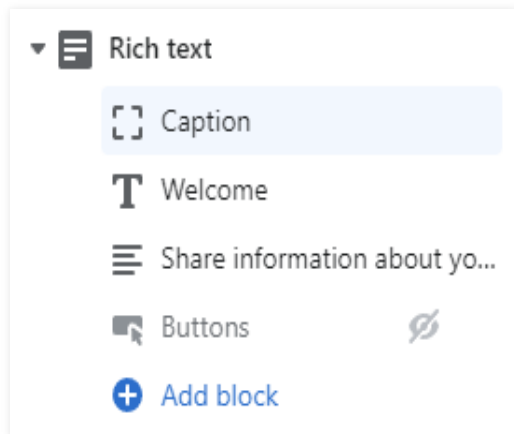 Rich text
Caption
Welcome
Share information about yo...
Buttons
Add block